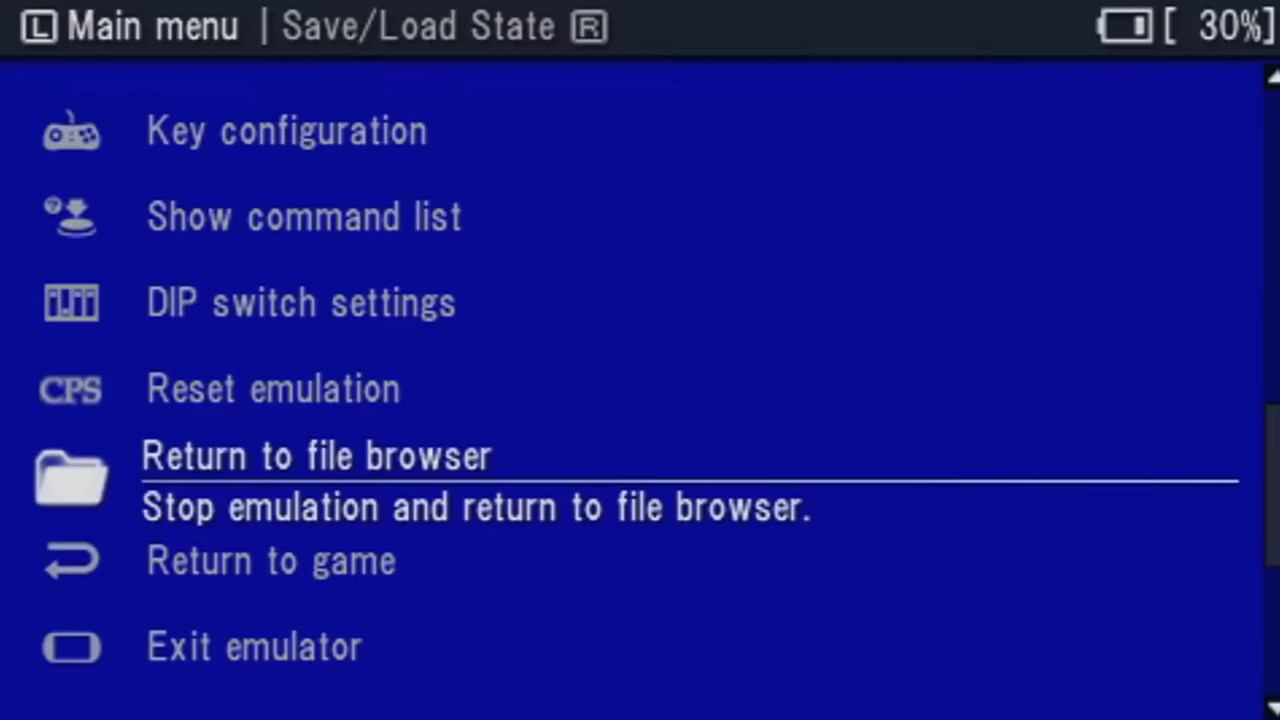 L Main menu | Save/Load State R [ 30%]
Key configuration
Show command list
DIP switch settings
CPS Reset emulation
Return to file browser
Stop emulation and return to file browser.
Return to game
Exit emulator